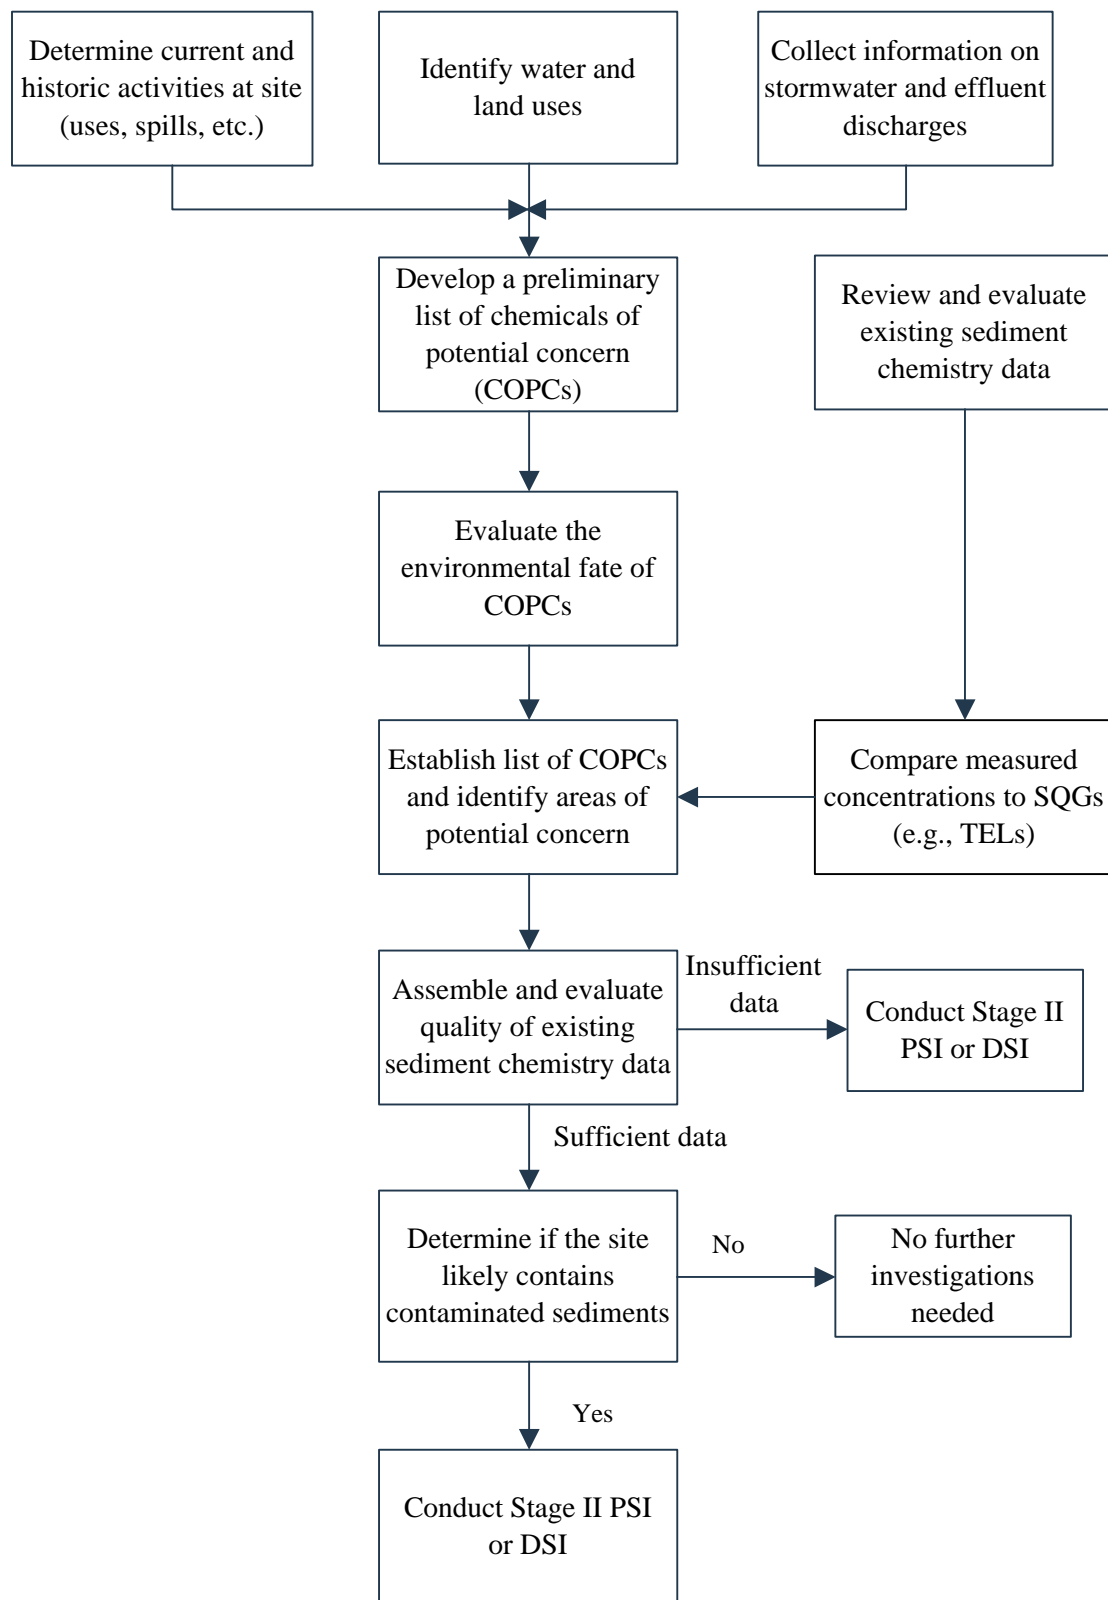 Determine current and
historic activities at site
(uses, spills, etc.)
Identify water and
land uses
Collect information on
stormwater and effluent
discharges
Develop a preliminary
list of chemicals of
potential concern
(COPCs)
Review and evaluate
existing sediment
chemistry data
Evaluate the
environmental fate of
COPCs
Establish list of COPCs
and identify areas of
potential concern
Compare measured
concentrations to SQGs
(e.g., TELs)
Assemble and evaluate
quality of existing
sediment chemistry data
Insufficient
data
Conduct Stage II
PSI or DSI
Sufficient data
Determine if the site
likely contains
contaminated sediments
No
No further
investigations
needed
Yes
Conduct Stage II PSI
or DSI